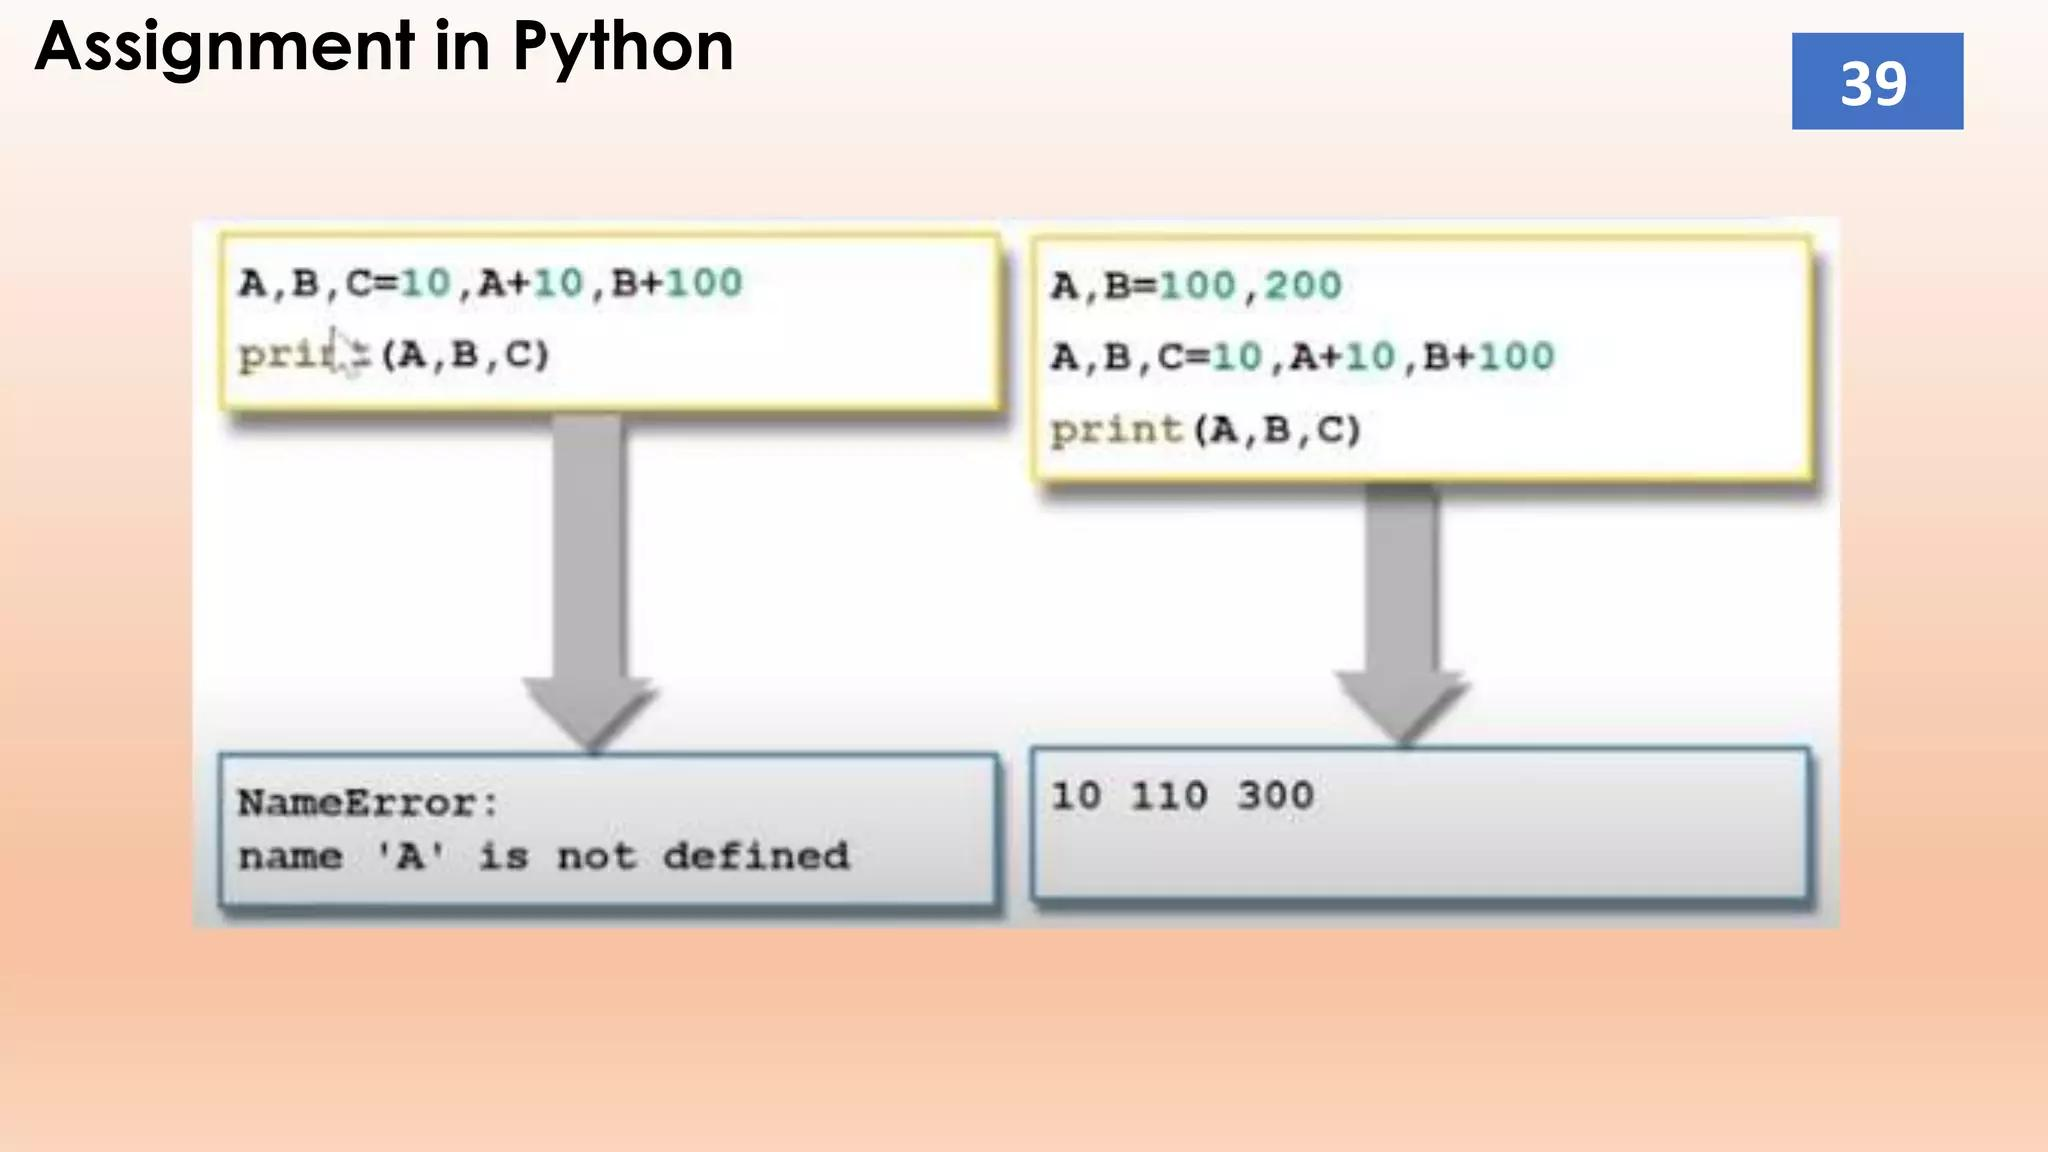 Assignment in Python
39
A,B,C=10,A+10,B+100
print(A,B,C)
NameError:
name 'A' is not defined
A,B=100,200
A,B,C=10,A+10,B+100
print(A,B,C)
10 110 300